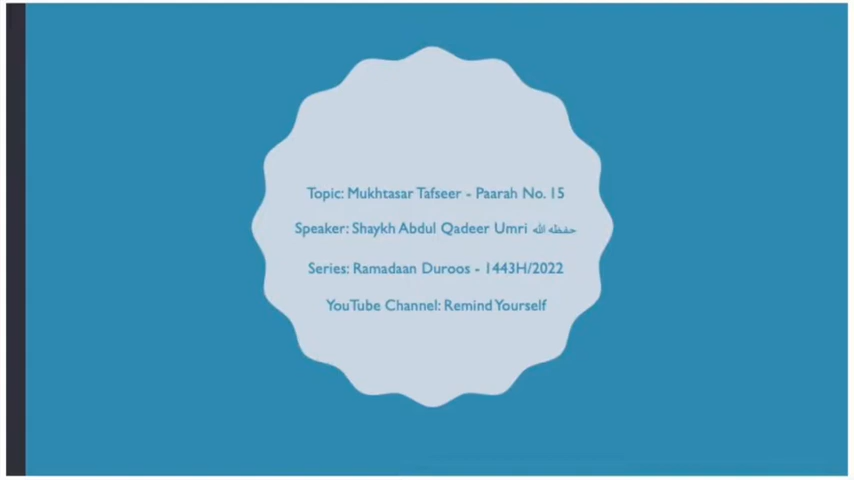 Topic: Mukhtasar Tafseer - Paarah No. 15
Speaker: Shaykh Abdul Qadeer Umri حفظه الله
Series: Ramadaan Duroos - 1443H/2022
YouTube Channel: Remind Yourself